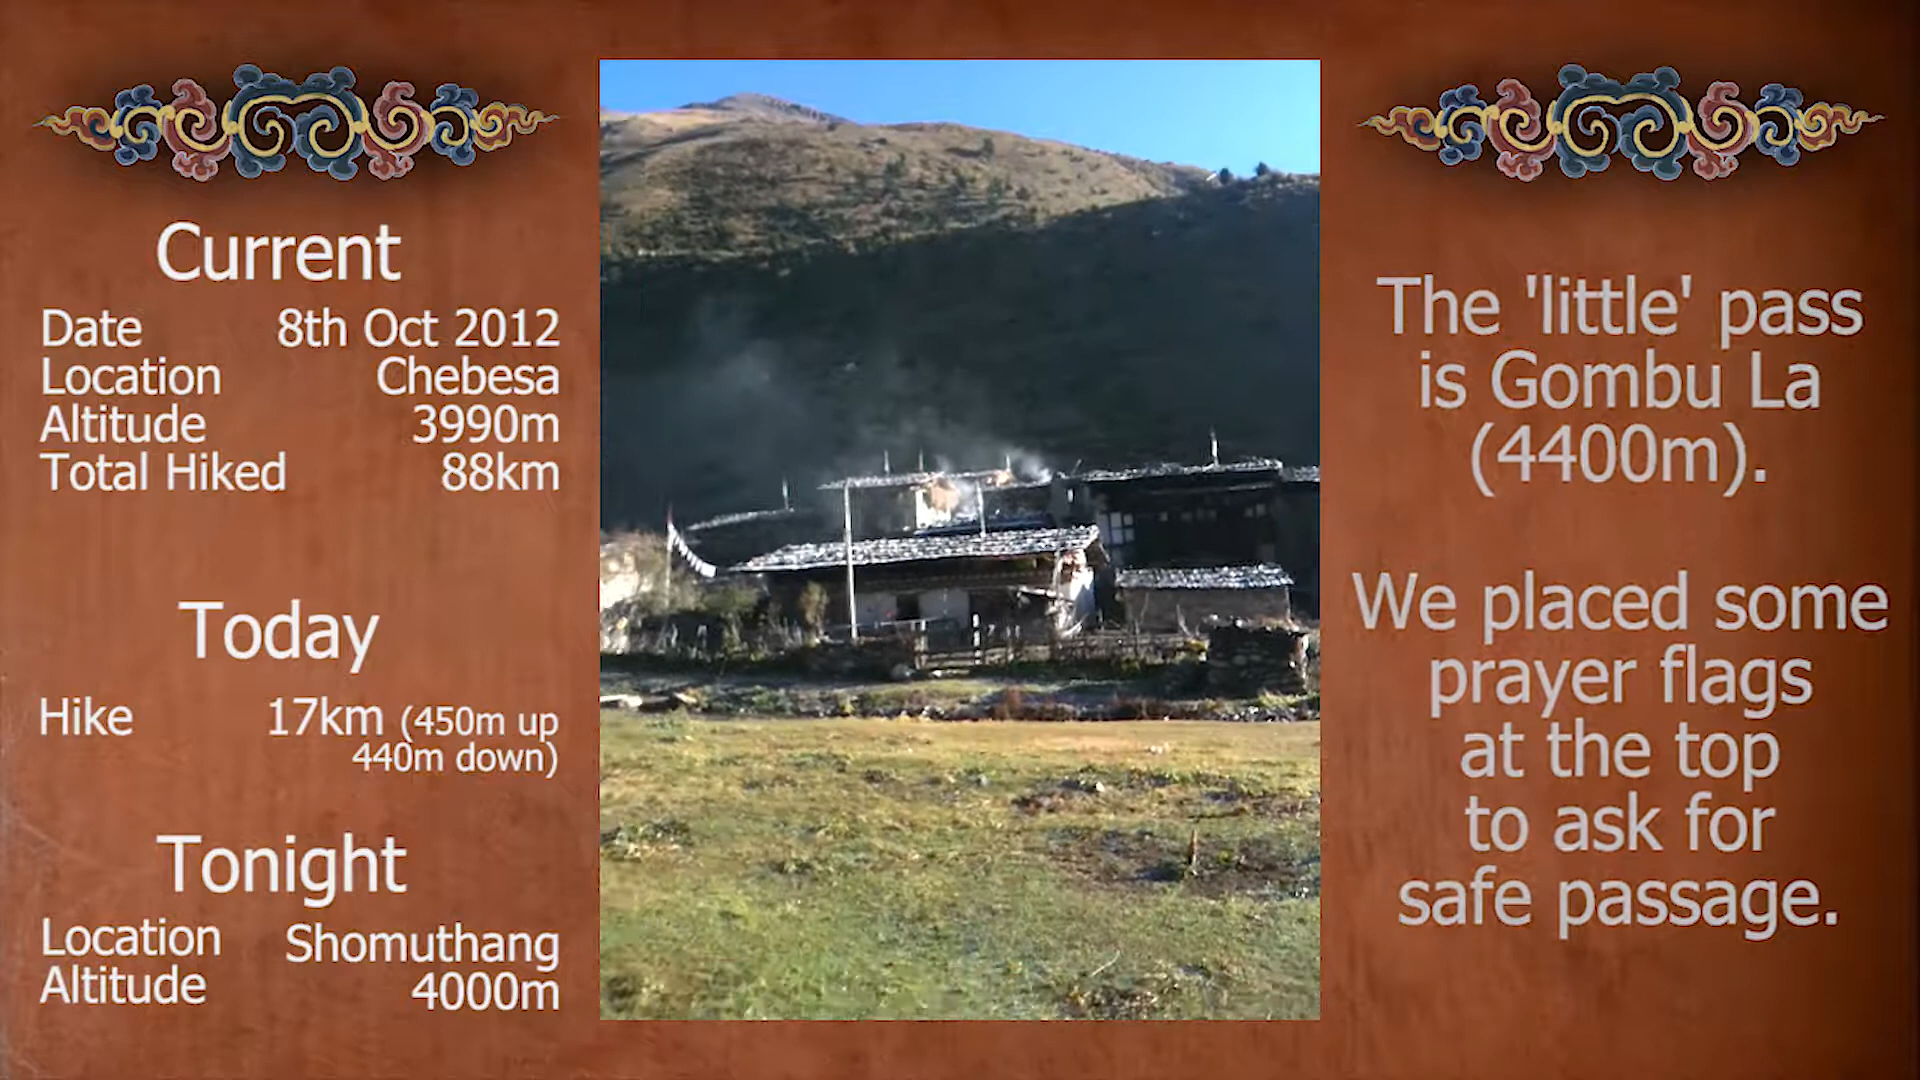 Current
Date 8th Oct 2012
Location Chebesa
Altitude 3990m
Total Hiked 88km
Today
Hike 17km (450m up
440m down)
Tonight
Location Shomuthang
Altitude 4000m
The 'little' pass
is Gombu La
(4400m).
We placed some
prayer flags
at the top
to ask for
safe passage.